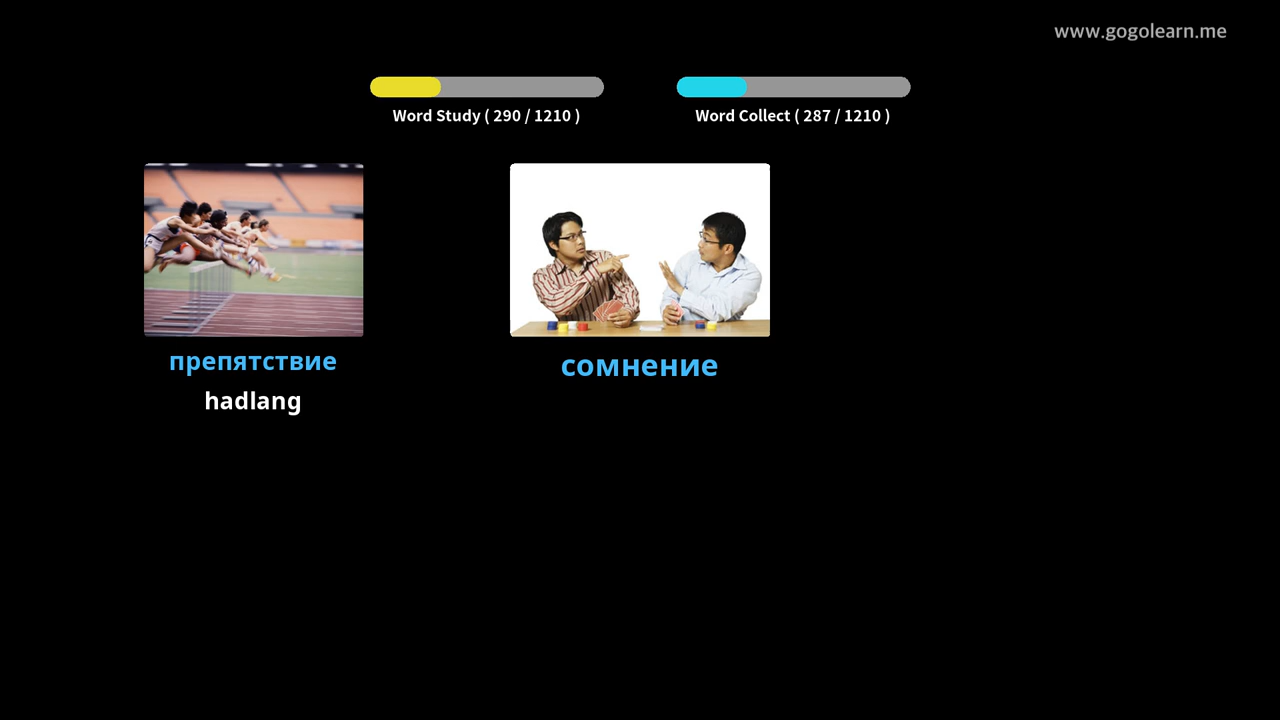 www.gogolearn.me
Word Study ( 290 / 1210 )
Word Collect ( 287 / 1210 )
препятствие
hadlang
сомнение